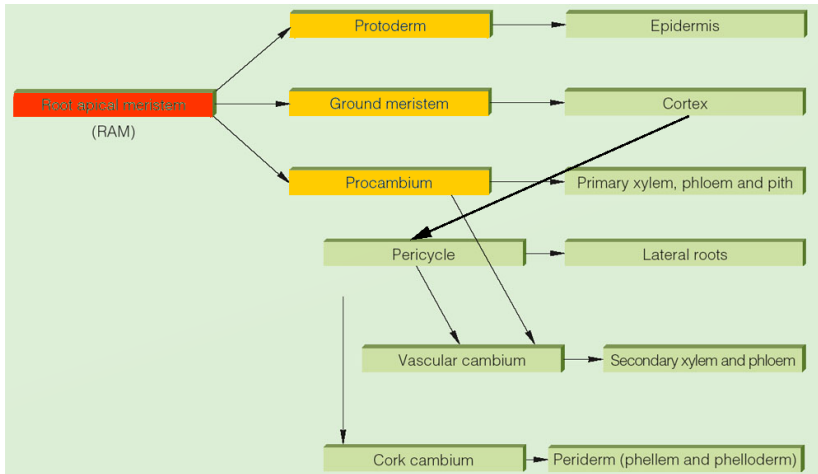 Protoderm
Epidermis
Root apical meristem
(RAM)
Ground meristem
Cortex
Procambium
Primary xylem, phloem and pith
Pericycle
Lateral roots
Vascular cambium
Secondary xylem and phloem
Cork cambium
Periderm (phellem and phelloderm)